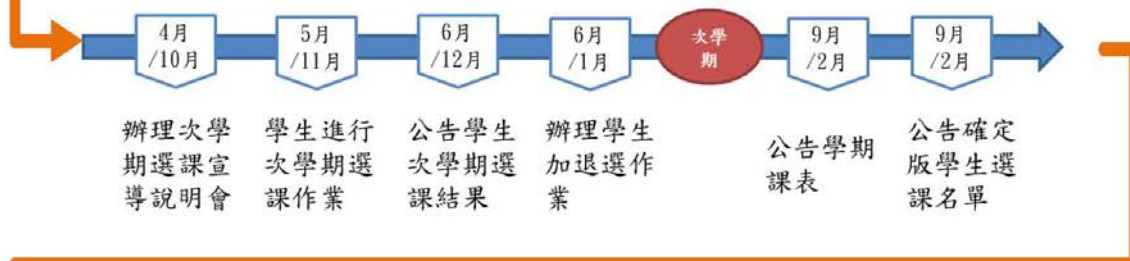 4月
/10月
5月
/11月
6月
/12月
6月
/1月
次學
期
9月
/2月
9月
/2月
辦理次學
期選課宣
導說明會
學生進行
次學期選
課作業
公告學生
次學期選
課結果
辦理學生
加退選作
業
公告學期
課表
公告確定
版學生選
課名單